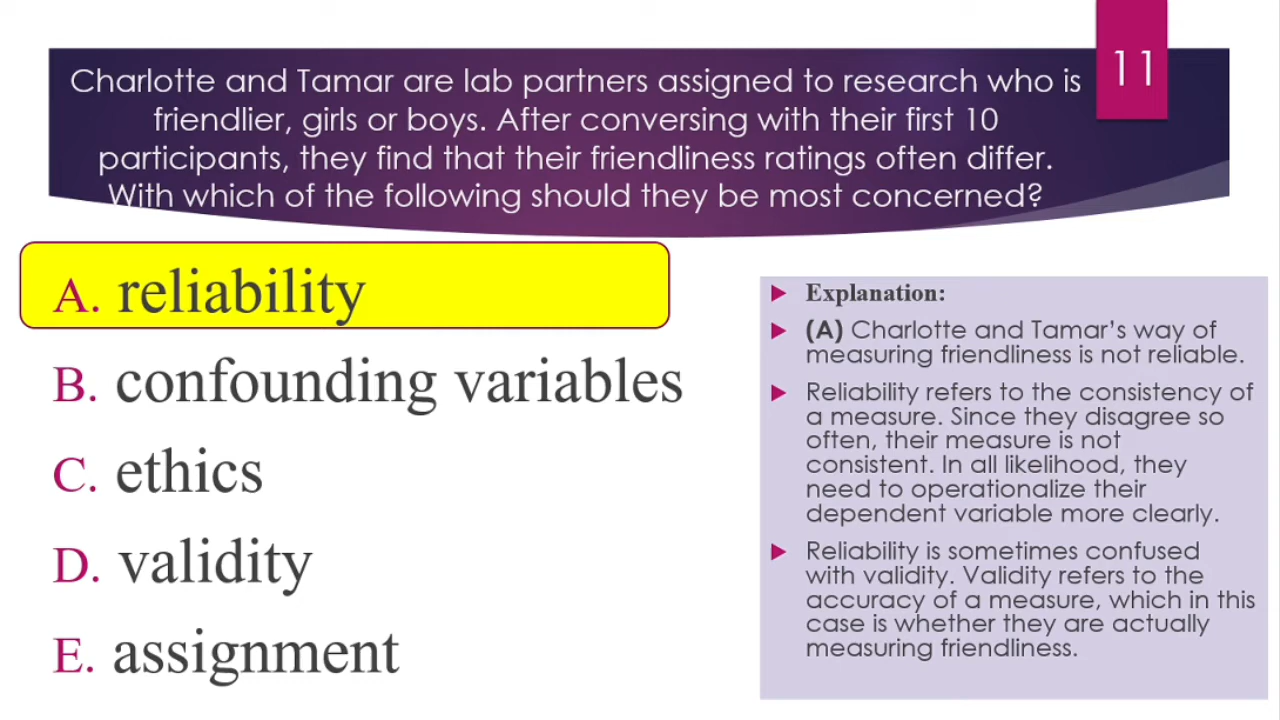 11
Charlotte and Tamar are lab partners assigned to research who is
friendlier, girls or boys. After conversing with their first 10
participants, they find that their friendliness ratings often differ.
With which of the following should they be most concerned?
A. reliability
B. confounding variables
C. ethics
D. validity
E. assignment
Explanation:
(A) Charlotte and Tamar’s way of
measuring friendliness is not reliable.
Reliability refers to the consistency of
a measure. Since they disagree so
often, their measure is not
consistent. In all likelihood, they
need to operationalize their
dependent variable more clearly.
Reliability is sometimes confused
with validity. Validity refers to the
accuracy of a measure, which in this
case is whether they are actually
measuring friendliness.